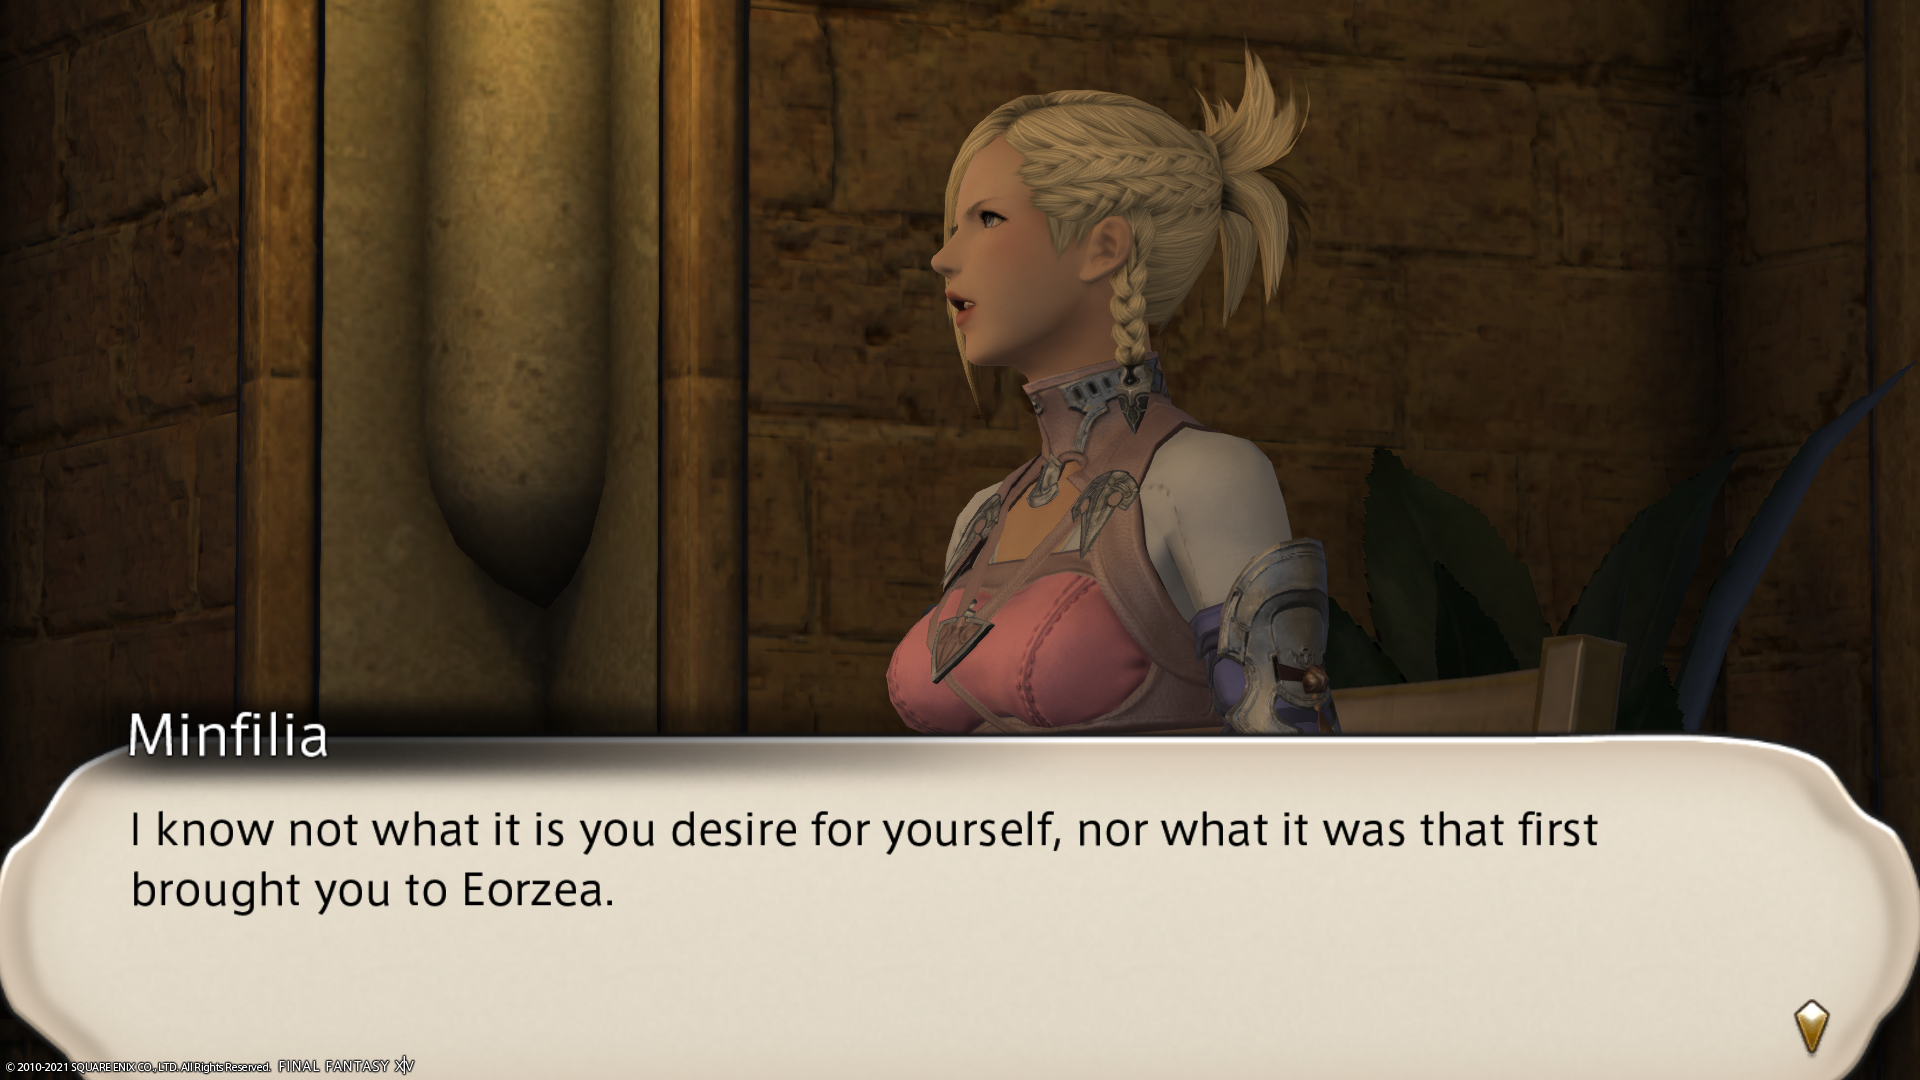 Minfilia
I know not what it is you desire for yourself, nor what it was that first
brought you to Eorzea.
© 2010-2021 SQUARE ENIX CO., LTD. All Rights Reserved. FINAL FANTASY XIV